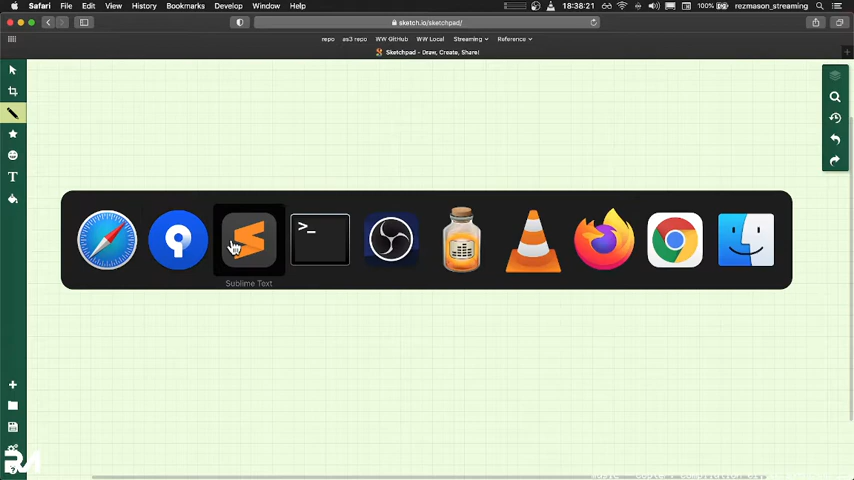 Safari File Edit View History Bookmarks Develop Window Help 18:38:21 100% rezmason_streaming
sketch.io/sketchpad/
repo as3 repo WW GitHub WW Local Streaming Reference
Sketchpad - Draw, Create, Share!
T
>_
Sublime Text
RM